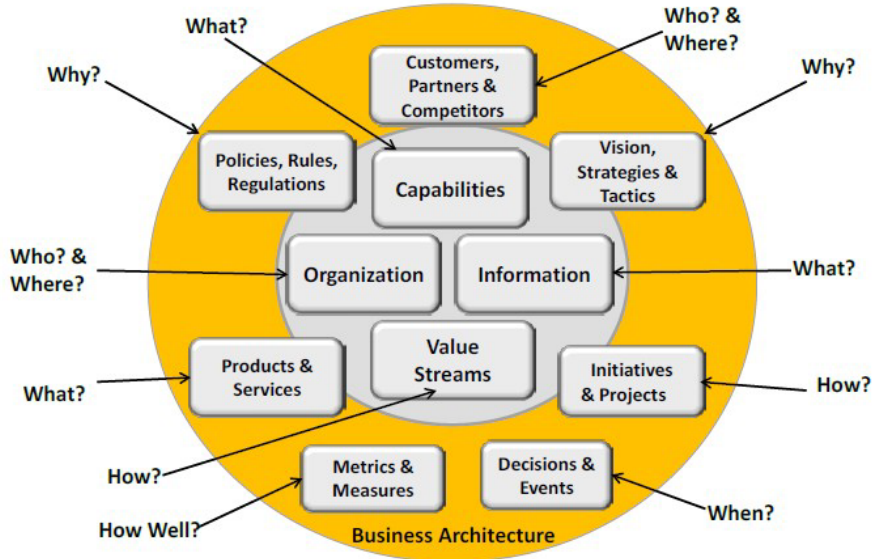 What?
Who? &
Where?
Why?
Customers,
Partners &
Competitors
Why?
Policies, Rules,
Regulations
Vision,
Strategies &
Tactics
Capabilities
Who? &
Where?
Organization
Information
What?
Products &
Services
Value
Streams
Initiatives
& Projects
What?
How?
How?
Metrics &
Measures
Decisions &
Events
How Well?
When?
Business Architecture